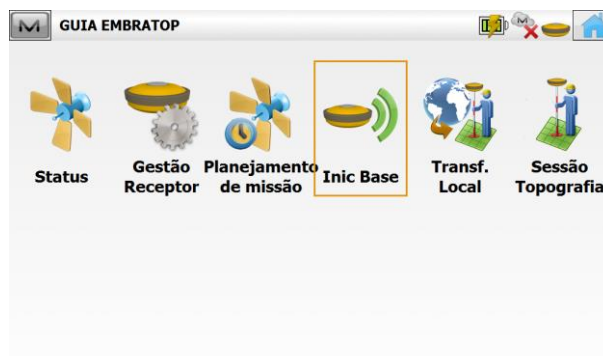 GUIA EMBRATOP
Status
Gestão
Receptor
Planejamento
de missão
Inic Base
Transf.
Local
Sessão
Topografia